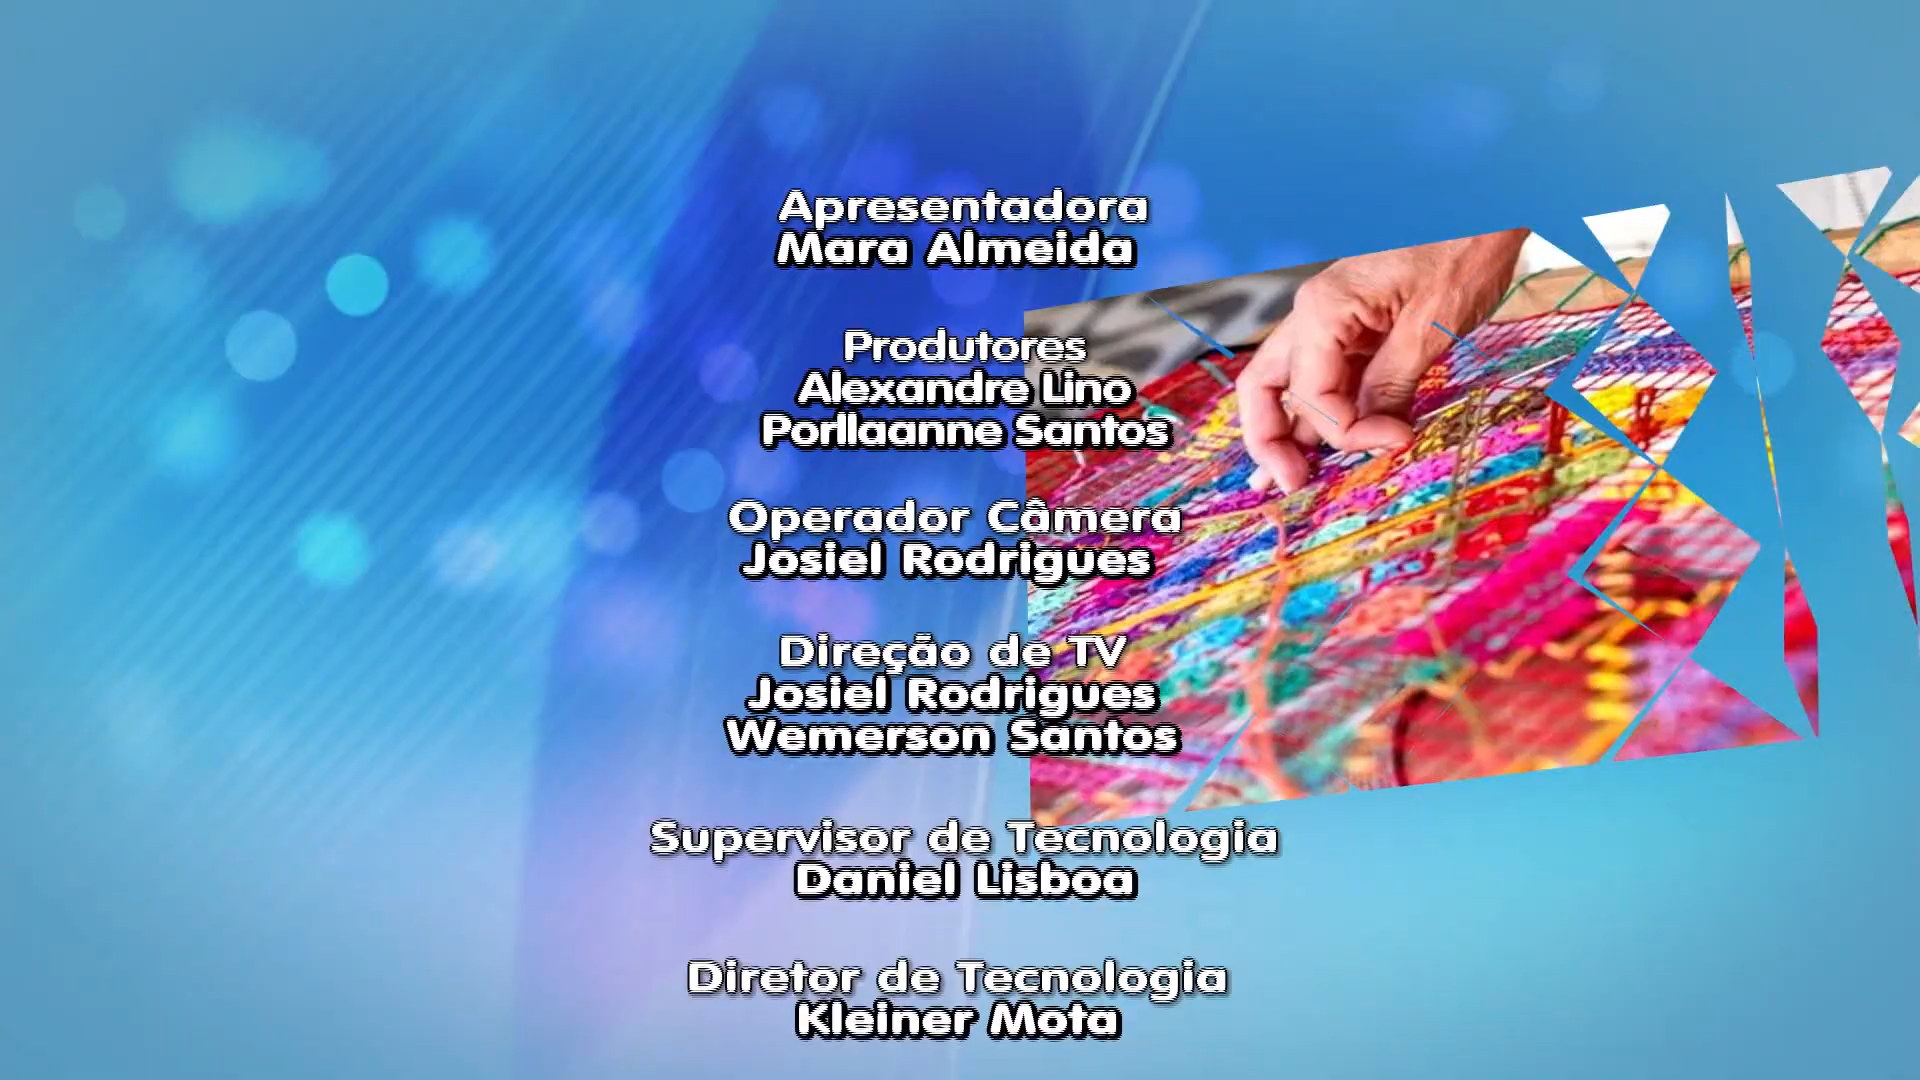 Apresentadora
Mara Almeida
Produtores
Alexandre Lino
Porllaanne Santos
Operador Câmera
Josiel Rodrigues
Direção de TV
Josiel Rodrigues
Wemerson Santos
Supervisor de Tecnologia
Daniel Lisboa
Diretor de Tecnologia
Kleiner Mota